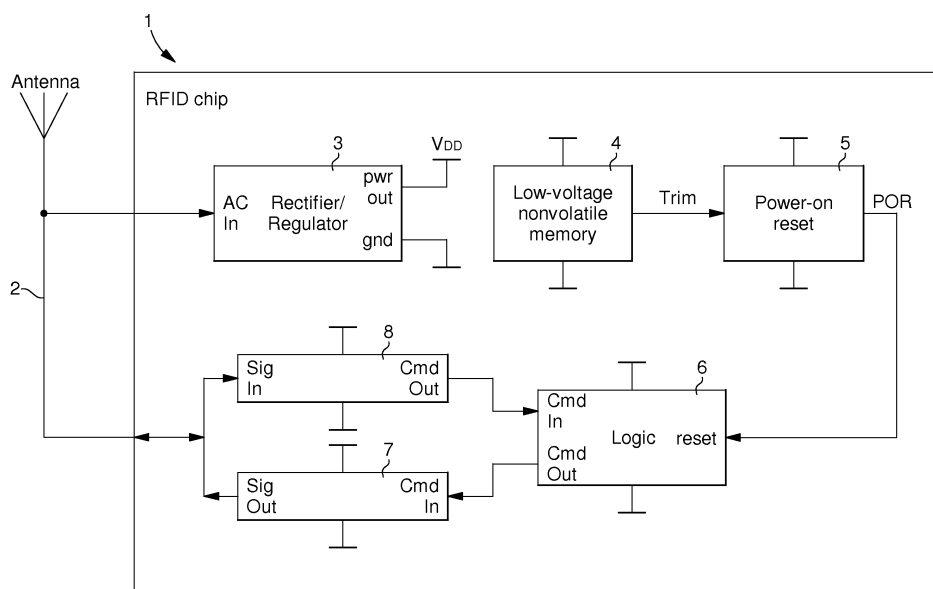 1
Antenna
RFID chip
3
VDD
4
5
AC
In
Rectifier/
Regulator
pwr
out
gnd
Low-voltage
nonvolatile
memory
Trim
Power-on
reset
POR
2
8
Sig
In
Cmd
Out
6
Cmd
In
Logic
reset
Cmd
Out
7
Sig
Out
Cmd
In